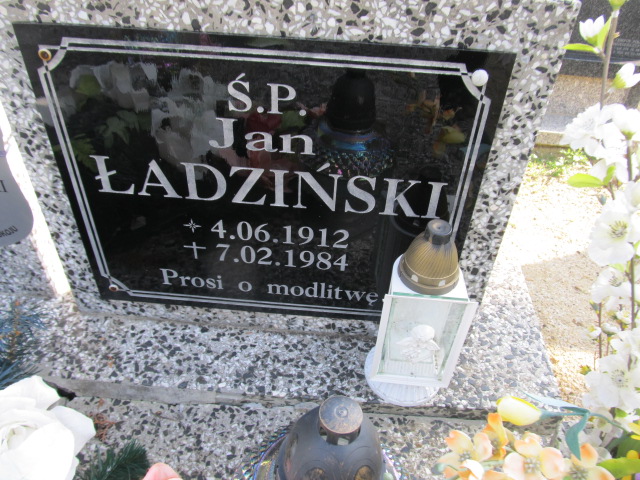 Ś.P.
Jan
ŁADZIŃSKI
✶ 4.06.1912
✝ 7.02.1984
Prosi o modlitwę